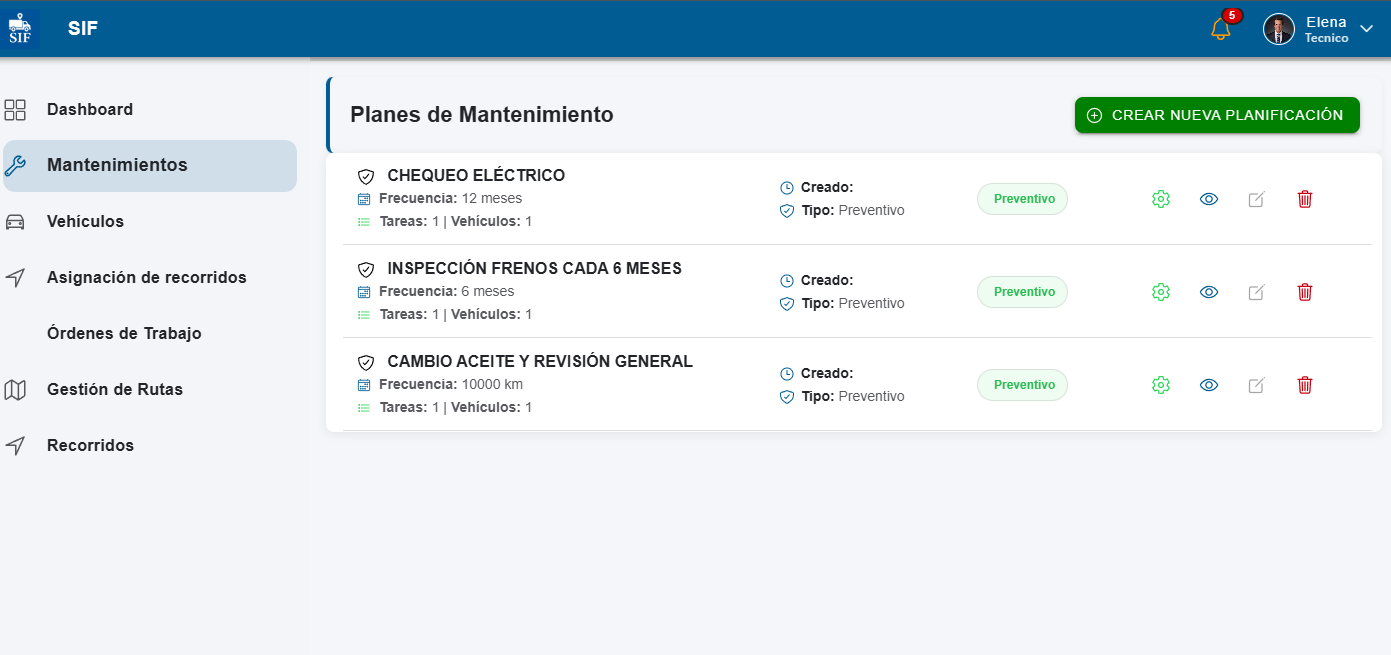 SIF
SIF
5
Elena
Tecnico
Dashboard
Mantenimientos
Vehículos
Asignación de recorridos
Órdenes de Trabajo
Gestión de Rutas
Recorridos
Planes de Mantenimiento
CREAR NUEVA PLANIFICACIÓN
CHEQUEO ELÉCTRICO
Frecuencia: 12 meses
Tareas: 1 | Vehículos: 1
Creado:
Tipo: Preventivo
Preventivo
INSPECCIÓN FRENOS CADA 6 MESES
Frecuencia: 6 meses
Tareas: 1 | Vehículos: 1
Creado:
Tipo: Preventivo
Preventivo
CAMBIO ACEITE Y REVISIÓN GENERAL
Frecuencia: 10000 km
Tareas: 1 | Vehículos: 1
Creado:
Tipo: Preventivo
Preventivo